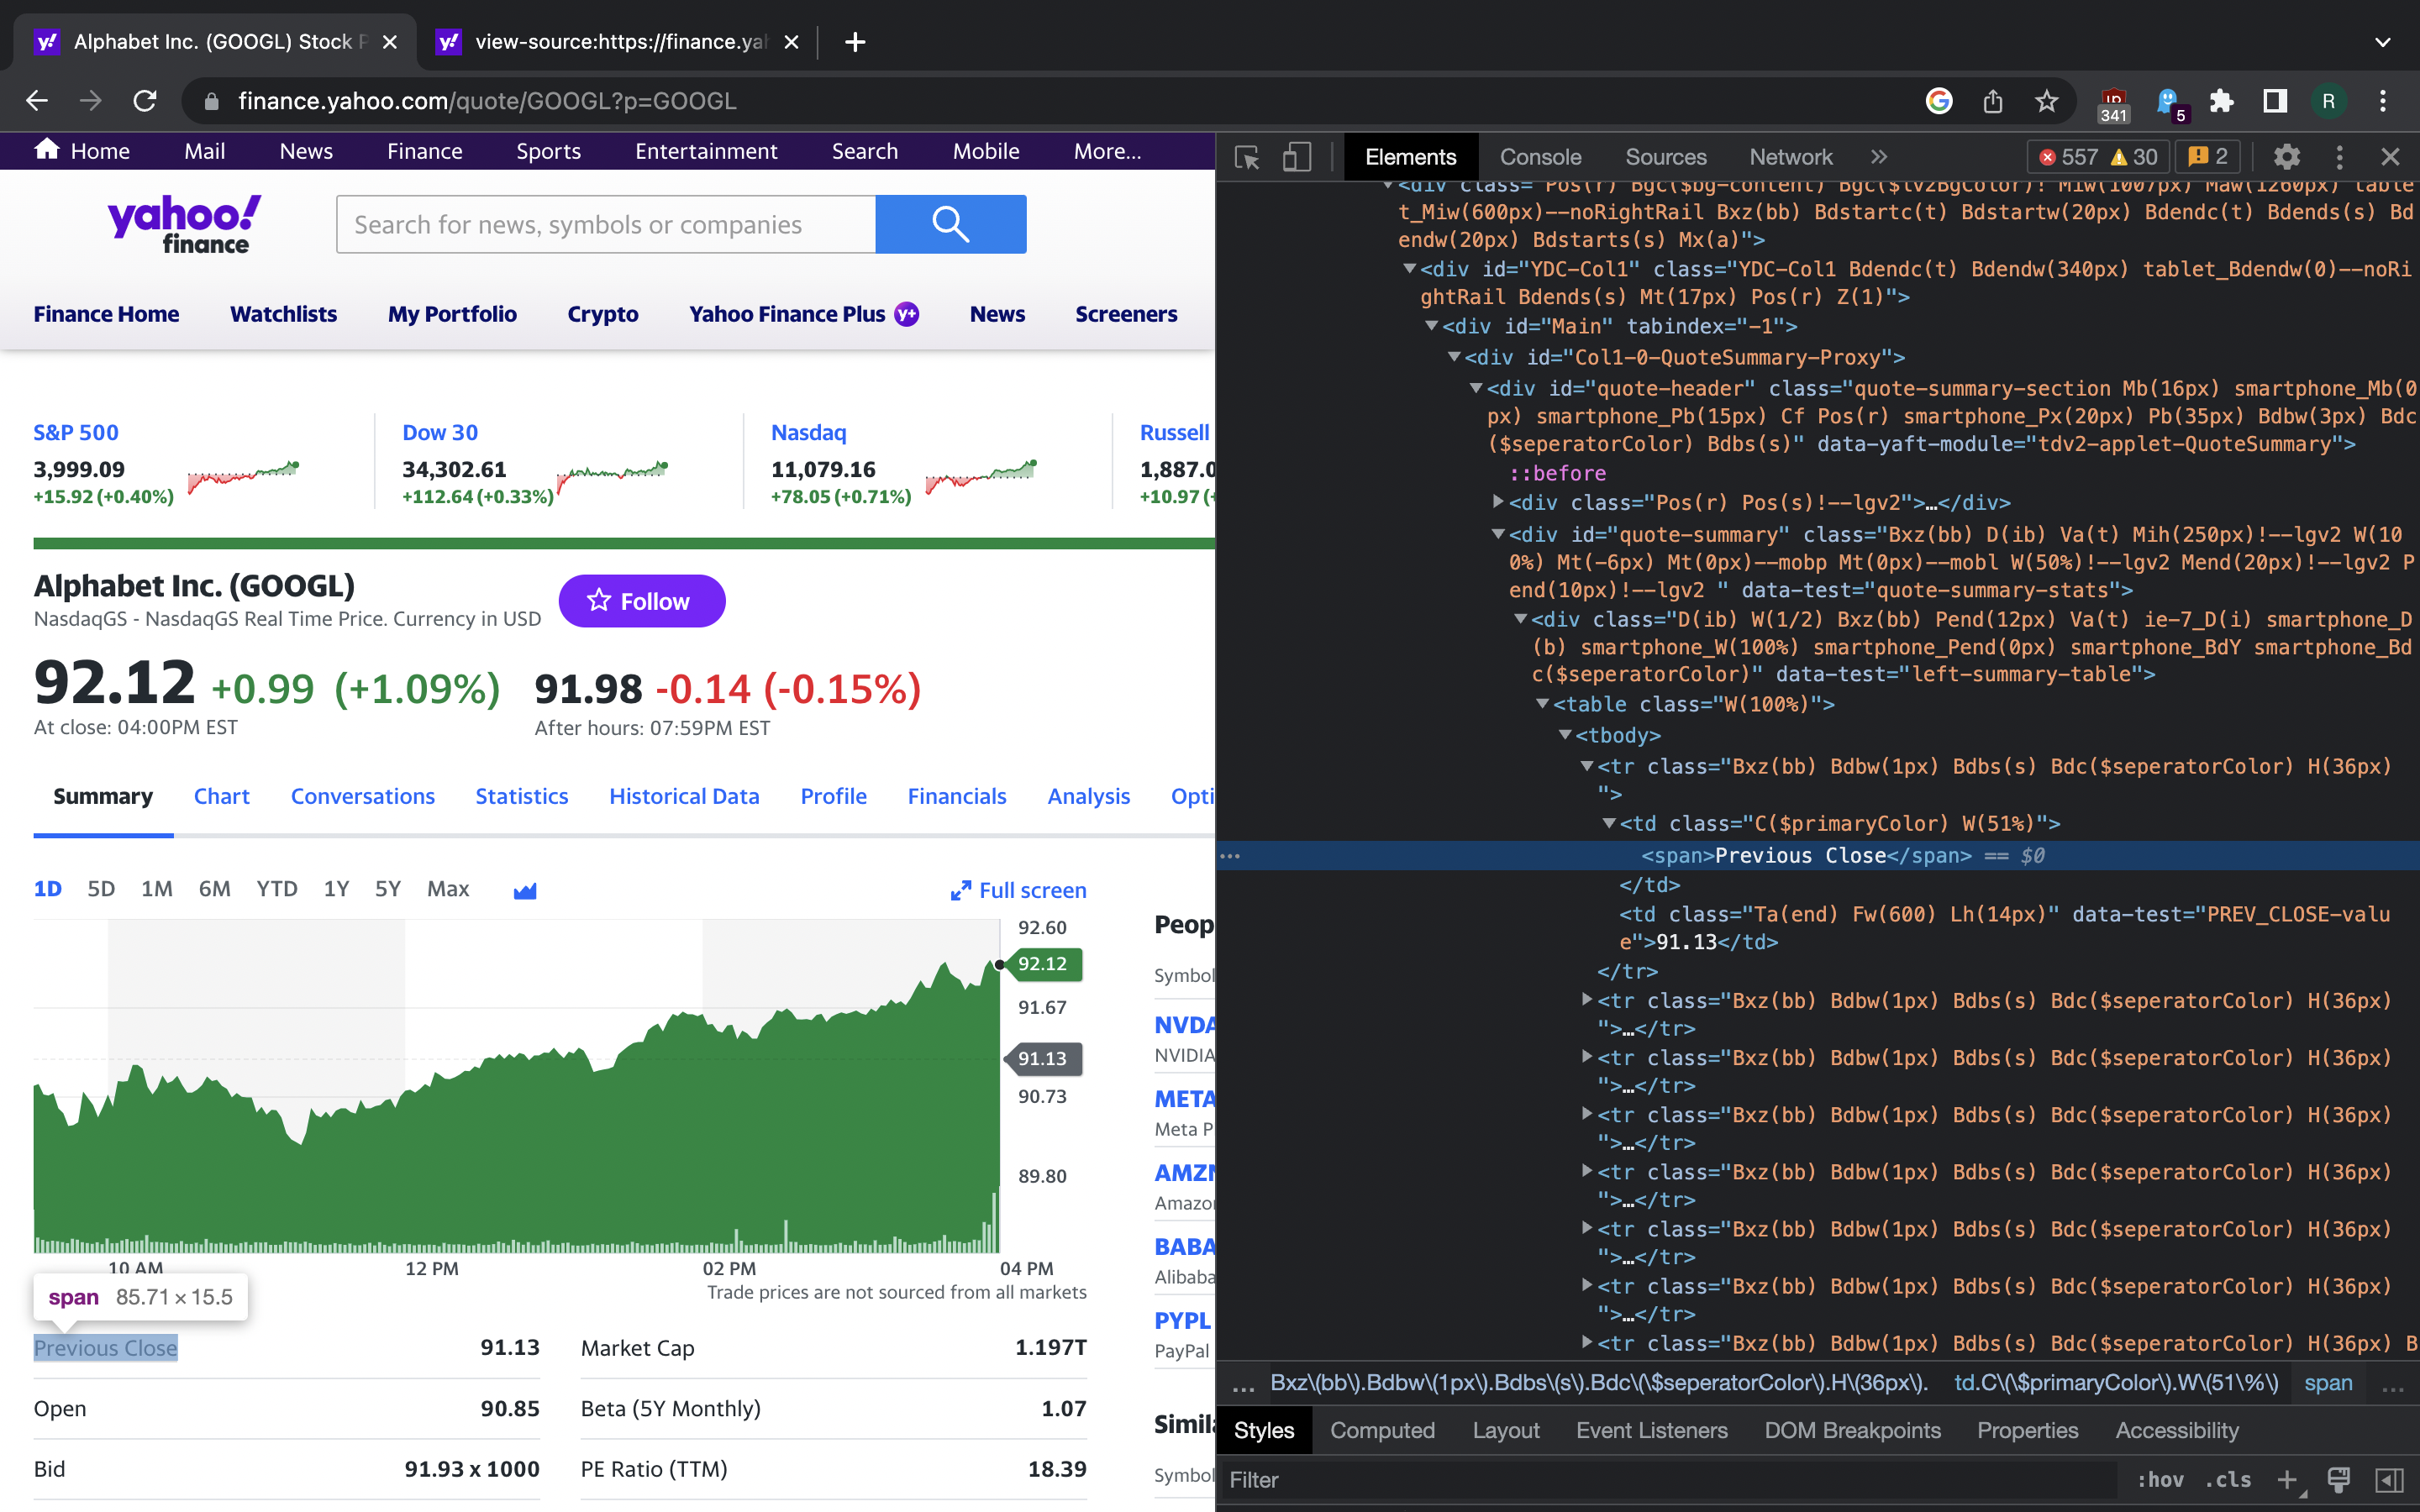 Alphabet Inc. (GOOGL) Stock P
view-source:https://finance.yah
finance.yahoo.com/quote/GOOGL?p=GOOGL
341
5
R
Home Mail News Finance Sports Entertainment Search Mobile More...
yahoo!
finance
Search for news, symbols or companies
Finance Home Watchlists My Portfolio Crypto Yahoo Finance Plus y+ News Screeners
S&P 500 Dow 30 Nasdaq Russell
3,999.09 34,302.61 11,079.16 1,887.0
+15.92 (+0.40%) +112.64 (+0.33%) +78.05 (+0.71%) +10.97 (+
Alphabet Inc. (GOOGL)
NasdaqGS - NasdaqGS Real Time Price. Currency in USD
Follow
92.12 +0.99 (+1.09%) 91.98 -0.14 (-0.15%)
At close: 04:00PM EST After hours: 07:59PM EST
Summary Chart Conversations Statistics Historical Data Profile Financials Analysis Opti
1D 5D 1M 6M YTD 1Y 5Y Max Full screen
92.60
92.12
91.67
91.13
90.73
89.80
10 AM 12 PM 02 PM 04 PM
Trade prices are not sourced from all markets
span 85.71 × 15.5
Previous Close 91.13 Market Cap 1.197T
Open 90.85 Beta (5Y Monthly) 1.07
Bid 91.93 x 1000 PE Ratio (TTM) 18.39
Peop
Symbol
NVDA
NVIDIA
META
Meta P
AMZN
Amazo
BABA
Alibaba
PYPL
PayPal
Simila
Symbol
Elements Console Sources Network » 557 30 2
<div class="Pos(r) Bgc($bg-content) Bgc($lv2BgColor)! Miw(1007px) Maw(1260px) table
t_Miw(600px)--noRightRail Bxz(bb) Bdstartc(t) Bdstartw(20px) Bdendc(t) Bdends(s) Bd
endw(20px) Bdstarts(s) Mx(a)">
<div id="YDC-Col1" class="YDC-Col1 Bdendc(t) Bdendw(340px) tablet_Bdendw(0)--noRi
ghtRail Bdends(s) Mt(17px) Pos(r) Z(1)">
<div id="Main" tabindex="-1">
<div id="Col1-0-QuoteSummary-Proxy">
<div id="quote-header" class="quote-summary-section Mb(16px) smartphone_Mb(0
px) smartphone_Pb(15px) Cf Pos(r) smartphone_Px(20px) Pb(35px) Bdbw(3px) Bdc
($seperatorColor) Bdbs(s)" data-yaft-module="tdv2-applet-QuoteSummary">
::before
<div class="Pos(r) Pos(s)!--lgv2">…</div>
<div id="quote-summary" class="Bxz(bb) D(ib) Va(t) Mih(250px)!--lgv2 W(10
0%) Mt(-6px) Mt(0px)--mobp Mt(0px)--mobl W(50%)!--lgv2 Mend(20px)!--lgv2 P
end(10px)!--lgv2 " data-test="quote-summary-stats">
<div class="D(ib) W(1/2) Bxz(bb) Pend(12px) Va(t) ie-7_D(i) smartphone_D
(b) smartphone_W(100%) smartphone_Pend(0px) smartphone_BdY smartphone_Bd
c($seperatorColor)" data-test="left-summary-table">
<table class="W(100%)">
<tbody>
<tr class="Bxz(bb) Bdbw(1px) Bdbs(s) Bdc($seperatorColor) H(36px)
">
<td class="C($primaryColor) W(51%)">
<span>Previous Close</span> == $0
</td>
<td class="Ta(end) Fw(600) Lh(14px)" data-test="PREV_CLOSE-valu
e">91.13</td>
</tr>
<tr class="Bxz(bb) Bdbw(1px) Bdbs(s) Bdc($seperatorColor) H(36px)
">…</tr>
<tr class="Bxz(bb) Bdbw(1px) Bdbs(s) Bdc($seperatorColor) H(36px)
">…</tr>
<tr class="Bxz(bb) Bdbw(1px) Bdbs(s) Bdc($seperatorColor) H(36px)
">…</tr>
<tr class="Bxz(bb) Bdbw(1px) Bdbs(s) Bdc($seperatorColor) H(36px)
">…</tr>
<tr class="Bxz(bb) Bdbw(1px) Bdbs(s) Bdc($seperatorColor) H(36px)
">…</tr>
<tr class="Bxz(bb) Bdbw(1px) Bdbs(s) Bdc($seperatorColor) H(36px)
">…</tr>
<tr class="Bxz(bb) Bdbw(1px) Bdbs(s) Bdc($seperatorColor) H(36px) B
... Bxz\(bb\).Bdbw\(1px\).Bdbs\(s\).Bdc\(\$seperatorColor\).H\(36px\). td.C\(\$primaryColor\).W\(51\%\) span ...
Styles Computed Layout Event Listeners DOM Breakpoints Properties Accessibility
Filter :hov .cls